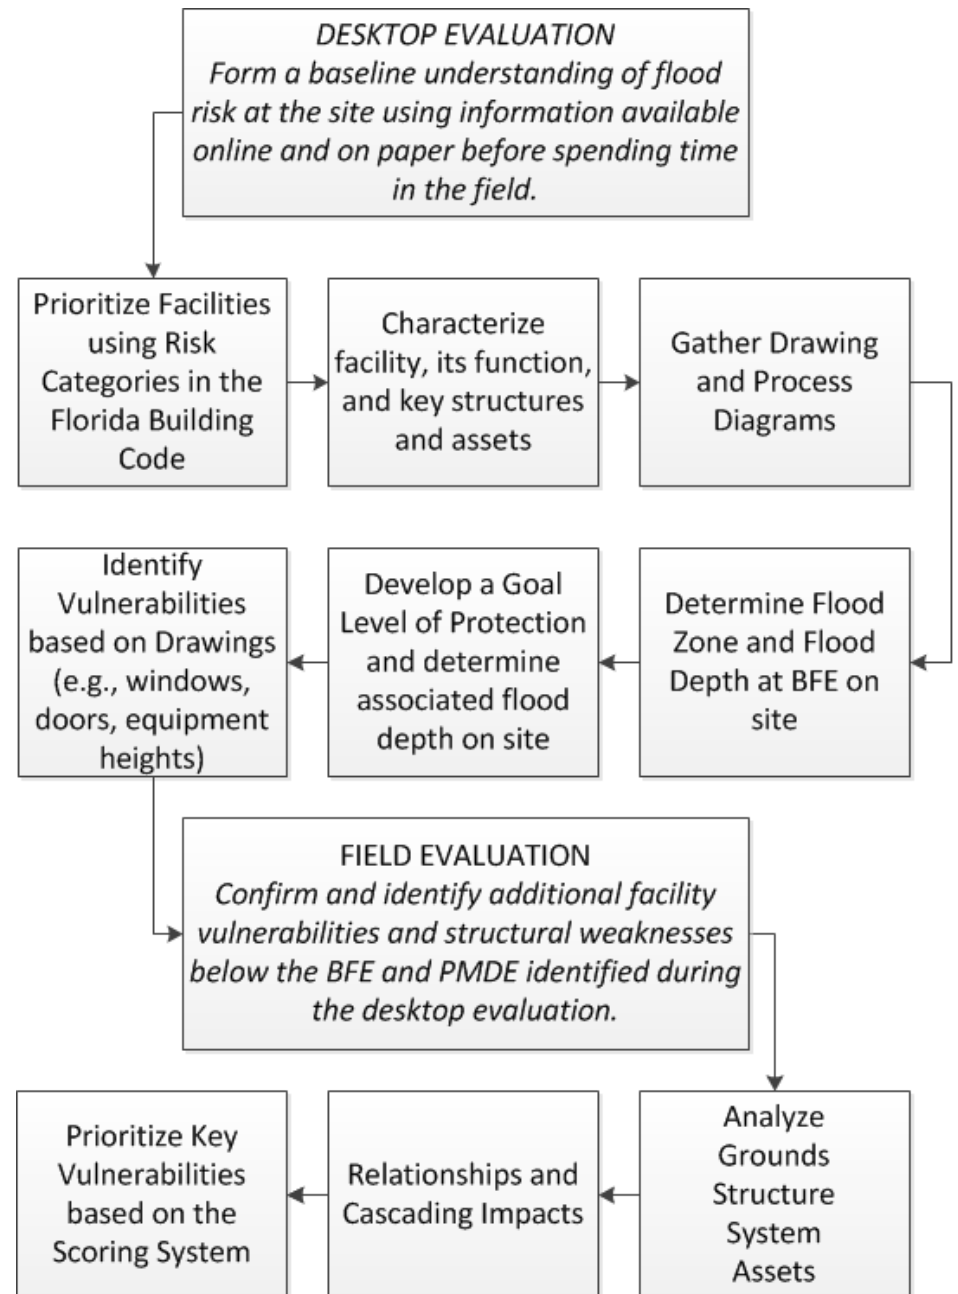 DESKTOP EVALUATION
Form a baseline understanding of flood
risk at the site using information available
online and on paper before spending time
in the field.
Prioritize Facilities
using Risk
Categories in the
Florida Building
Code
Characterize
facility, its function,
and key structures
and assets
Gather Drawing
and Process
Diagrams
Determine Flood
Zone and Flood
Depth at BFE on
site
Develop a Goal
Level of Protection
and determine
associated flood
depth on site
Identify
Vulnerabilities
based on Drawings
(e.g., windows,
doors, equipment
heights)
FIELD EVALUATION
Confirm and identify additional facility
vulnerabilities and structural weaknesses
below the BFE and PMDE identified during
the desktop evaluation.
Analyze
Grounds
Structure
System
Assets
Relationships and
Cascading Impacts
Prioritize Key
Vulnerabilities
based on the
Scoring System